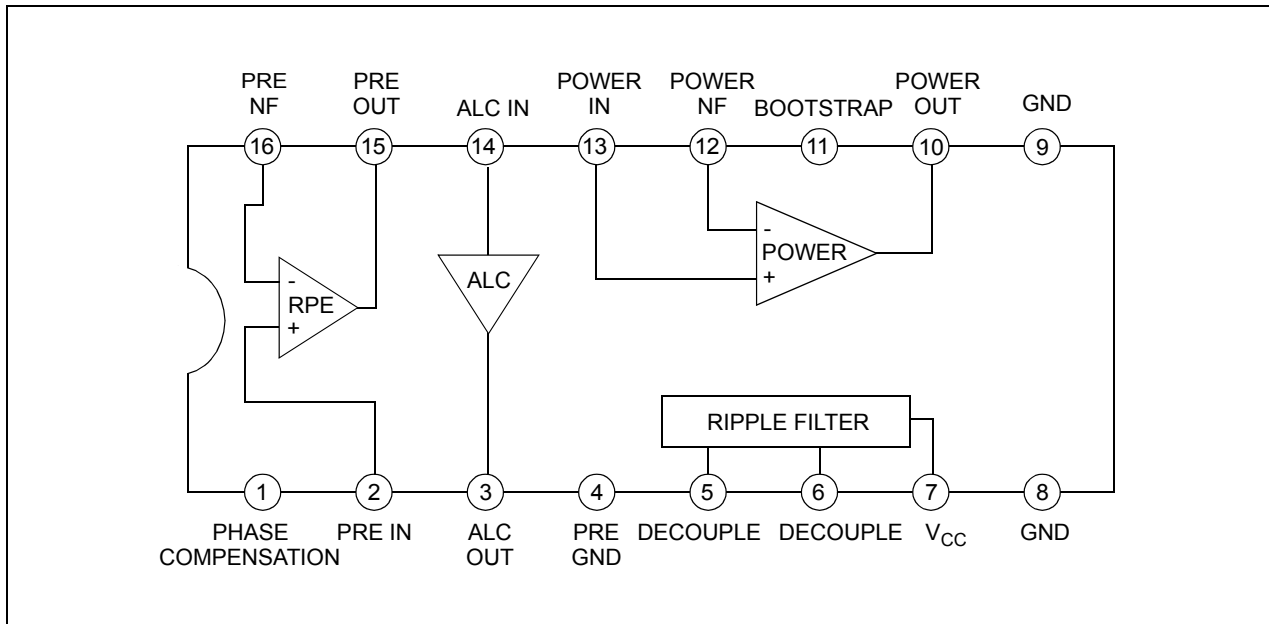 PRE
NF
PRE
OUT
ALC IN
POWER
IN
POWER
NF
BOOTSTRAP
POWER
OUT
GND
16
15
14
13
12
11
10
9
-
RPE
+
ALC
-
POWER
+
RIPPLE FILTER
1
2
3
4
5
6
7
8
PHASE
COMPENSATION
PRE IN
ALC
OUT
PRE
GND
DECOUPLE
DECOUPLE
VCC
GND